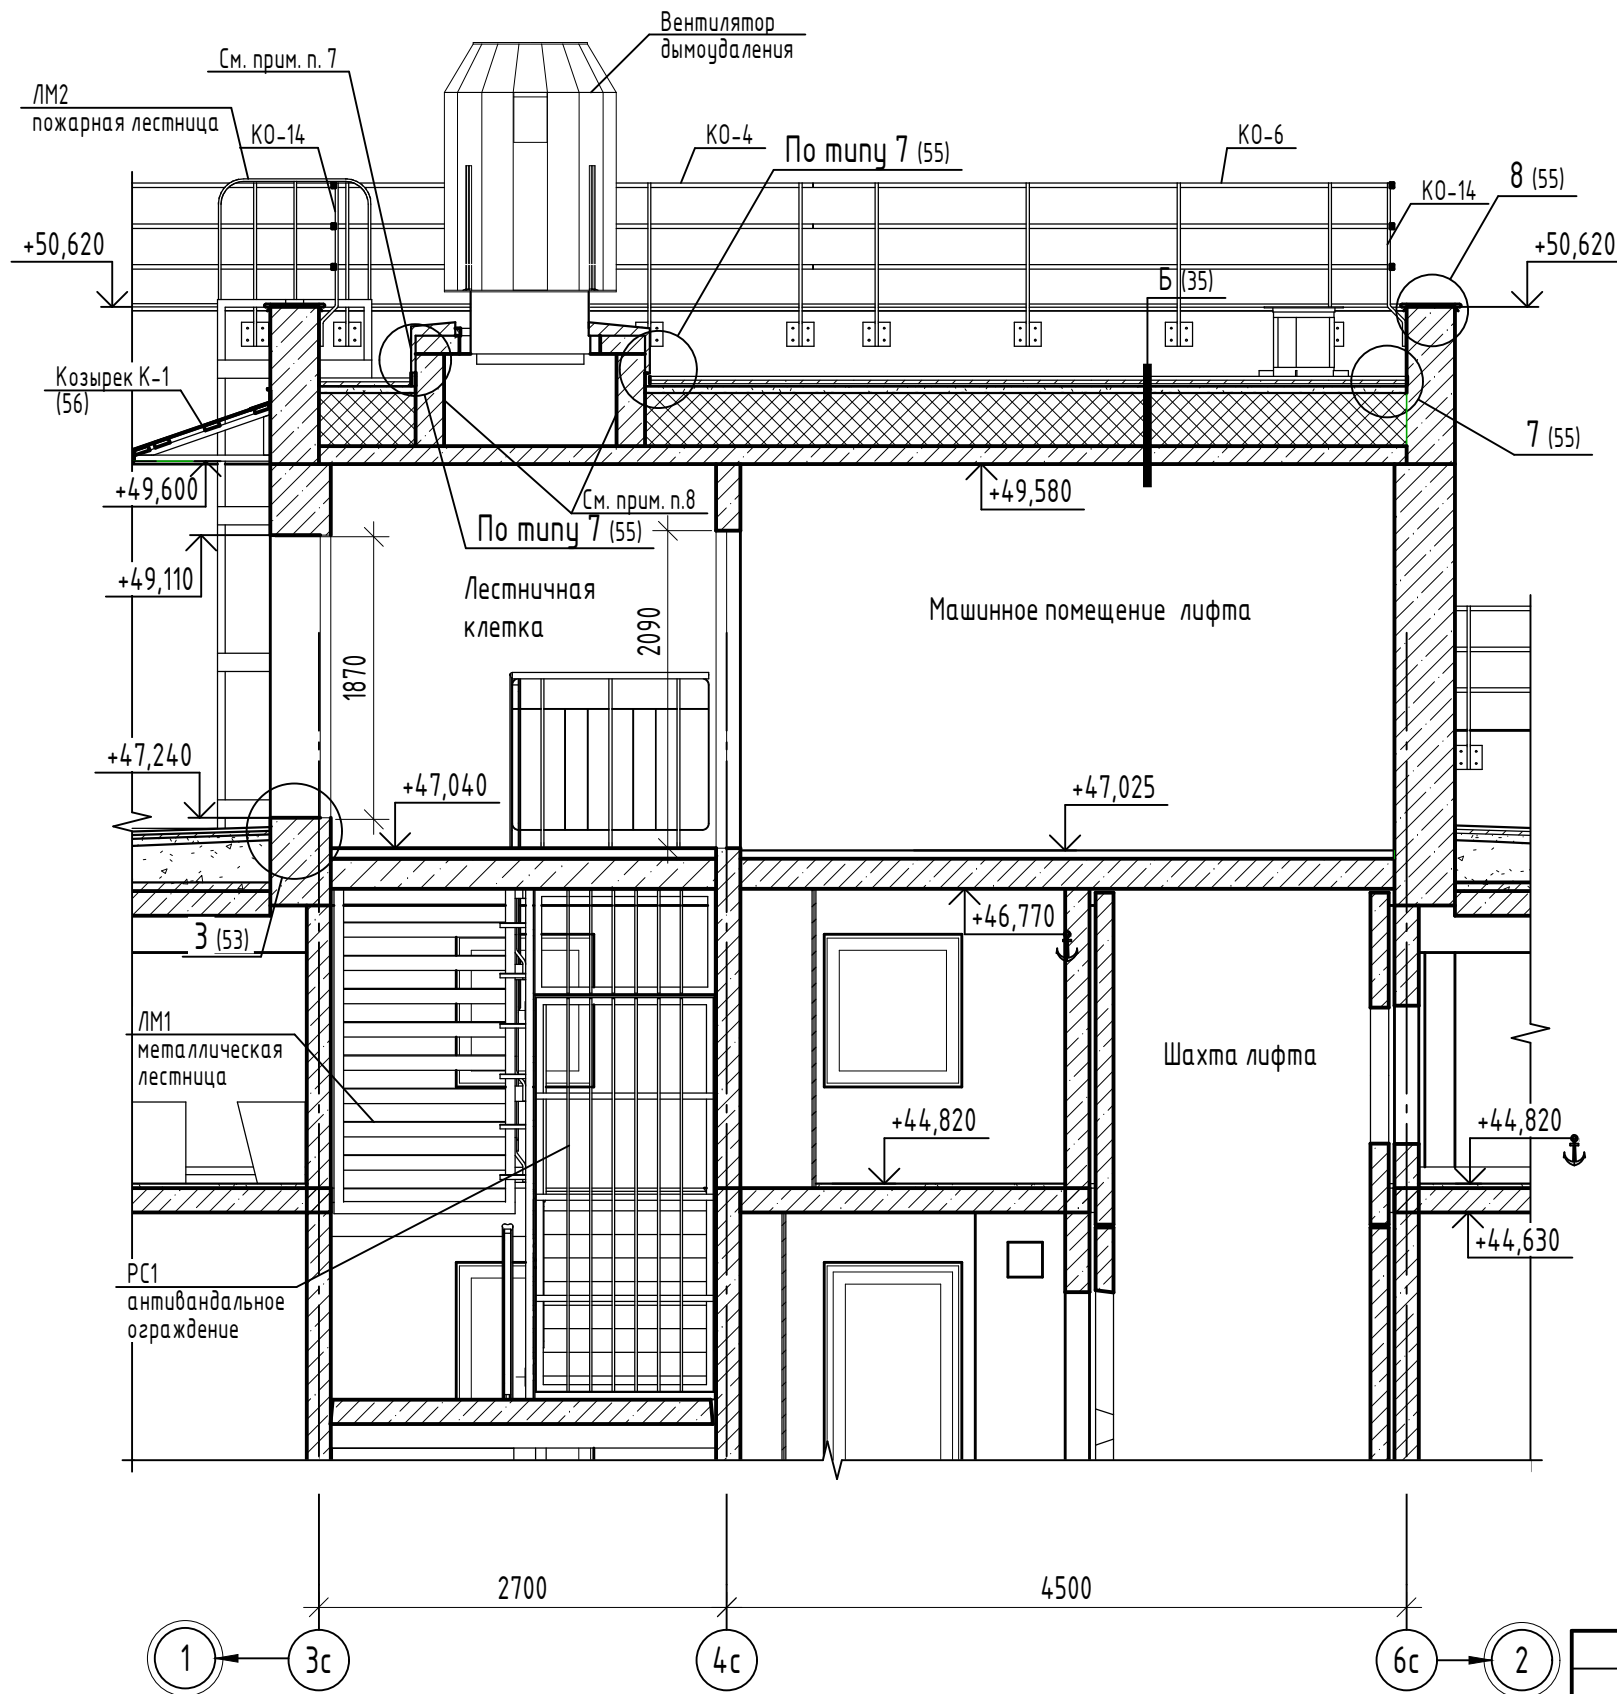 Вентилятор
дымоудаления
См. прим. п. 7
ЛМ2
пожарная лестница
КО-14
КО-4
По типу 7 (55)
КО-6
8 (55)
КО-14
+50,620
+50,620
Б (35)
Козырек К-1
(56)
7 (55)
+49,600
См. прим. п.8
+49,580
По типу 7 (55)
+49,110
Лестничная
клетка
Машинное помещение лифта
2090
1870
+47,240
+47,040
+47,025
+46,770
3 (53)
ЛМ1
металлическая
лестница
Шахта лифта
+44,820
+44,820
+44,630
РС1
антивандальное
ограждение
2700
4500
1
3с
4с
6с
2